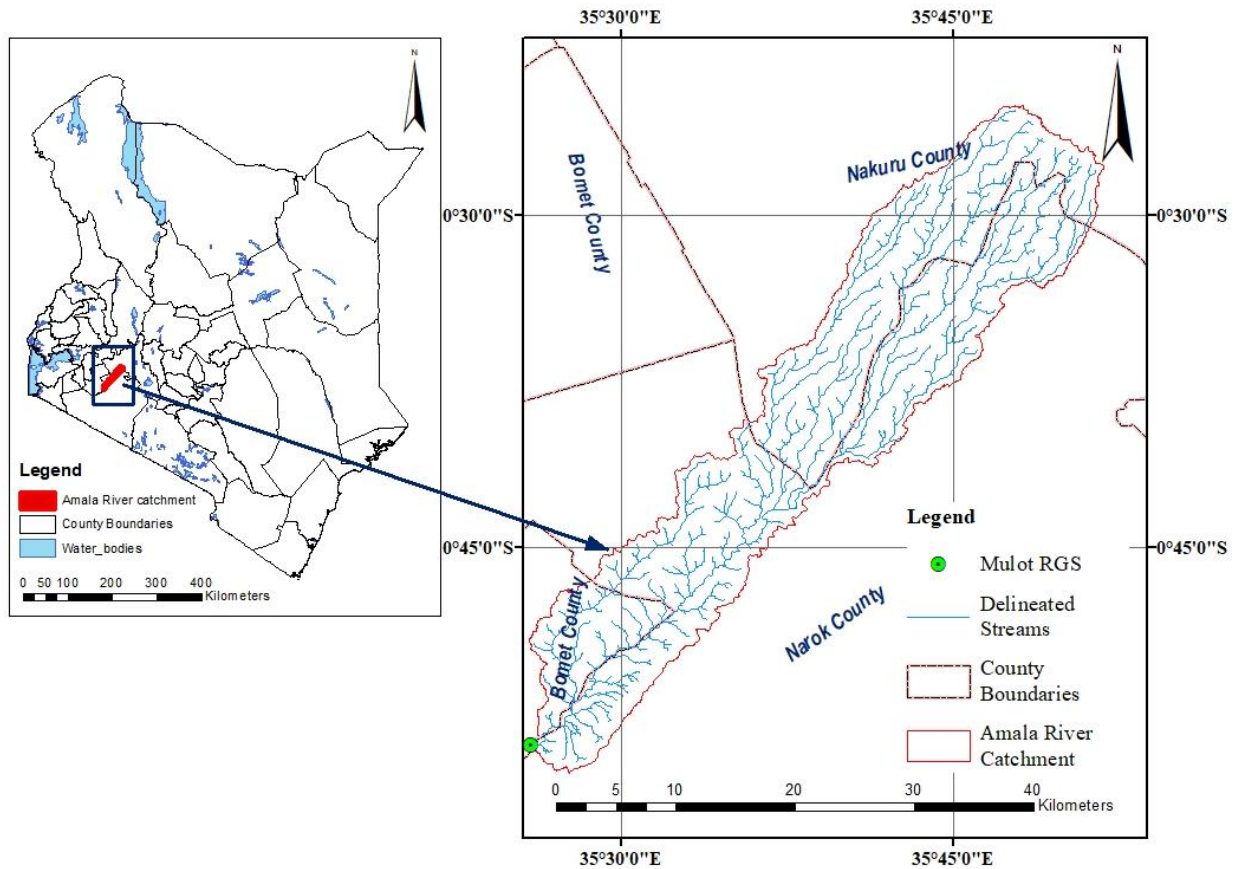 N
Legend
Amala River catchment
County Boundaries
Water_bodies
0 50 100 200 300 400
Kilometers
35°30'0"E 35°45'0"E
N
Bomet County
Nakuru County
0°30'0"S 0°30'0"S
0°45'0"S 0°45'0"S
Bomet County
Narok County
Legend
Mulot RGS
Delineated
Streams
County
Boundaries
Amala River
Catchment
0 5 10 20 30 40
Kilometers
35°30'0"E 35°45'0"E